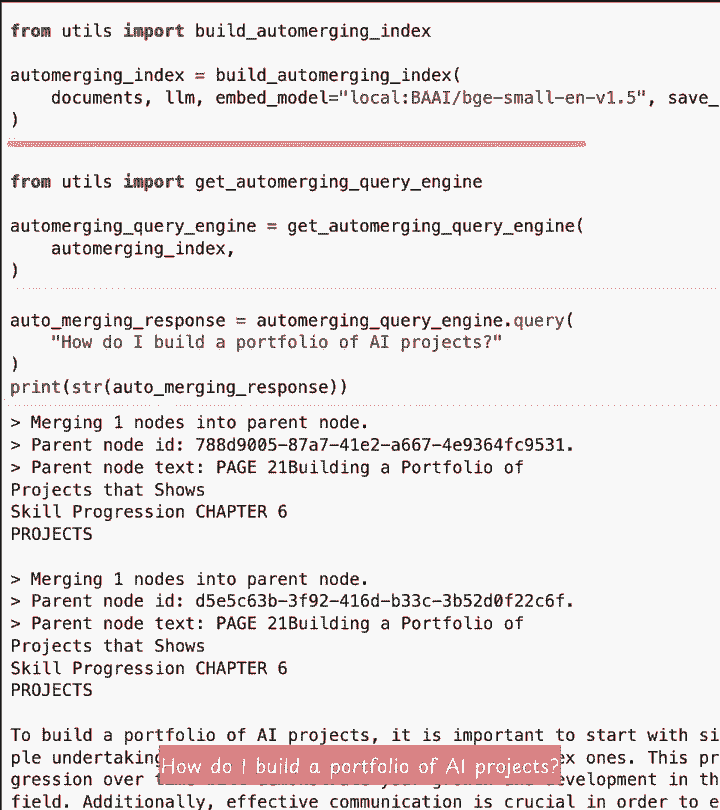 from utils import build_automerging_index
automerging_index = build_automerging_index(
    documents, llm, embed_model="local:BAAI/bge-small-en-v1.5", save_
)
from utils import get_automerging_query_engine
automerging_query_engine = get_automerging_query_engine(
    automerging_index,
)
auto_merging_response = automerging_query_engine.query(
    "How do I build a portfolio of AI projects?"
)
print(str(auto_merging_response))
> Merging 1 nodes into parent node.
> Parent node id: 788d9005-87a7-41e2-a667-4e9364fc9531.
> Parent node text: PAGE 21Building a Portfolio of
Projects that Shows
Skill Progression CHAPTER 6
PROJECTS
> Merging 1 nodes into parent node.
> Parent node id: d5e5c63b-3f92-416d-b33c-3b52d0f22c6f.
> Parent node text: PAGE 21Building a Portfolio of
Projects that Shows
Skill Progression CHAPTER 6
PROJECTS
To build a portfolio of AI projects, it is important to start with si
ple undertaking ones. This pr
gression over development in th
How do I build a portfolio of AI projects?
field. Additionally, effective communication is crucial in order to e